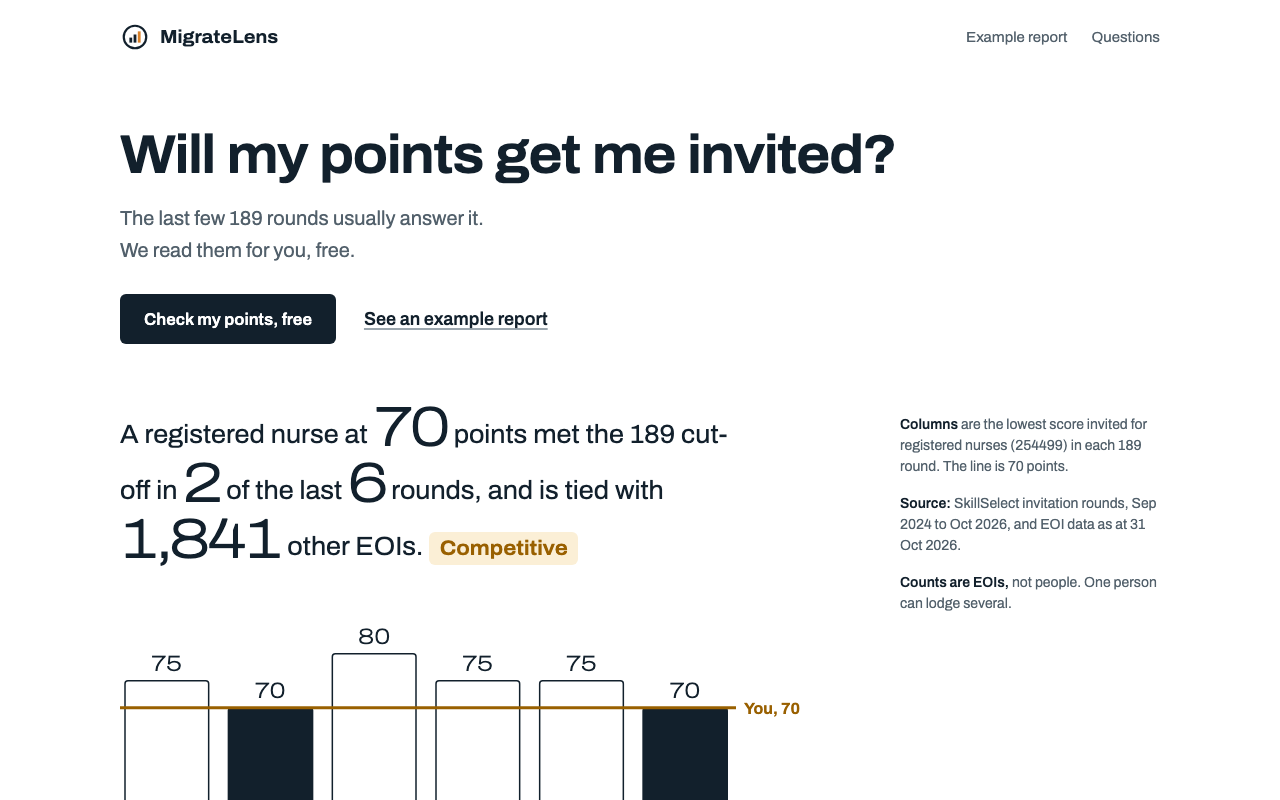 MigrateLens
Example report
Questions
Will my points get me invited?
The last few 189 rounds usually answer it.
We read them for you, free.
Check my points, free
See an example report
A registered nurse at 70 points met the 189 cut-
off in 2 of the last 6 rounds, and is tied with
1,841 other EOIs. Competitive
Columns are the lowest score invited for
registered nurses (254499) in each 189
round. The line is 70 points.
Source: SkillSelect invitation rounds, Sep
2024 to Oct 2026, and EOI data as at 31
Oct 2026.
Counts are EOIs, not people. One person
can lodge several.
75
70
80
75
75
70
You, 70